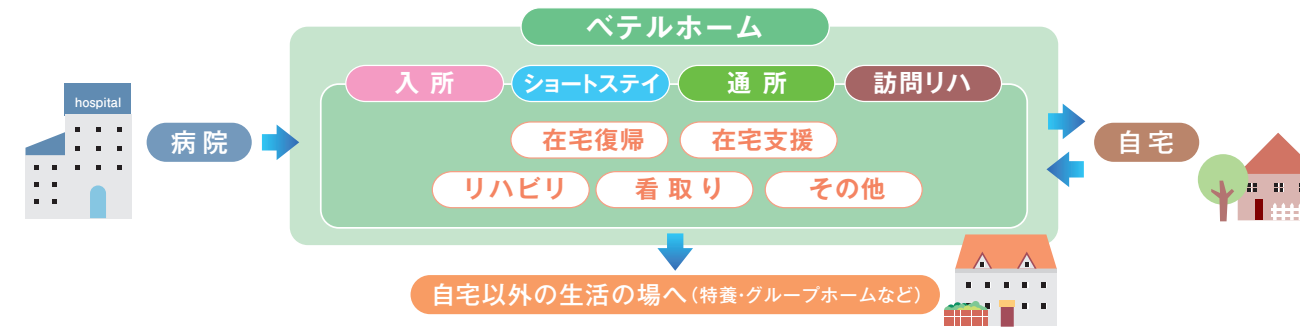 ベテルホーム
入所
ショートステイ
通所
訪問リハ
hospital
病院
在宅復帰
在宅支援
自宅
リハビリ
看取り
その他
自宅以外の生活の場へ(特養・グループホームなど)